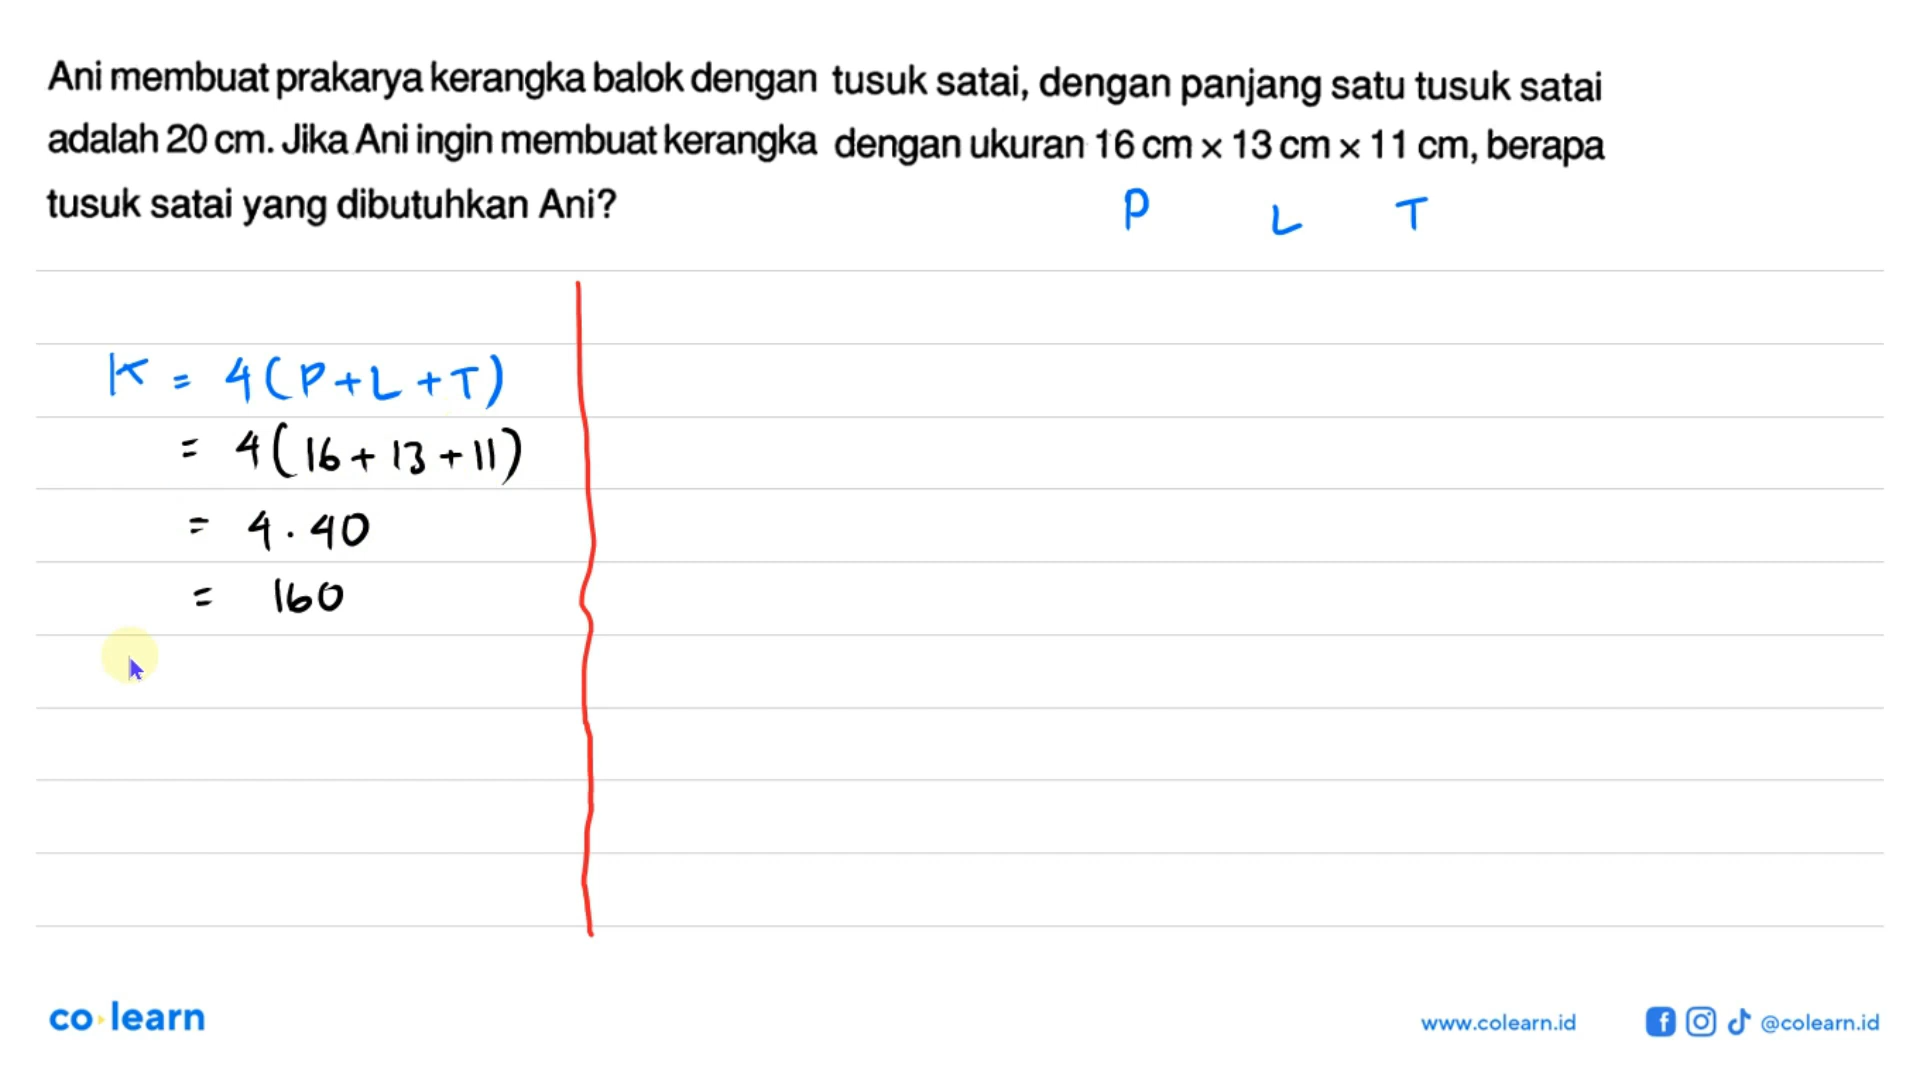 Ani membuat prakarya kerangka balok dengan tusuk satai, dengan panjang satu tusuk satai
adalah 20 cm. Jika Ani ingin membuat kerangka dengan ukuran 16 cm × 13 cm × 11 cm, berapa
tusuk satai yang dibutuhkan Ani?
P L T
K = 4(P+L+T)
= 4(16+13+11)
= 4 . 40
= 160
co learn
www.colearn.id @colearn.id